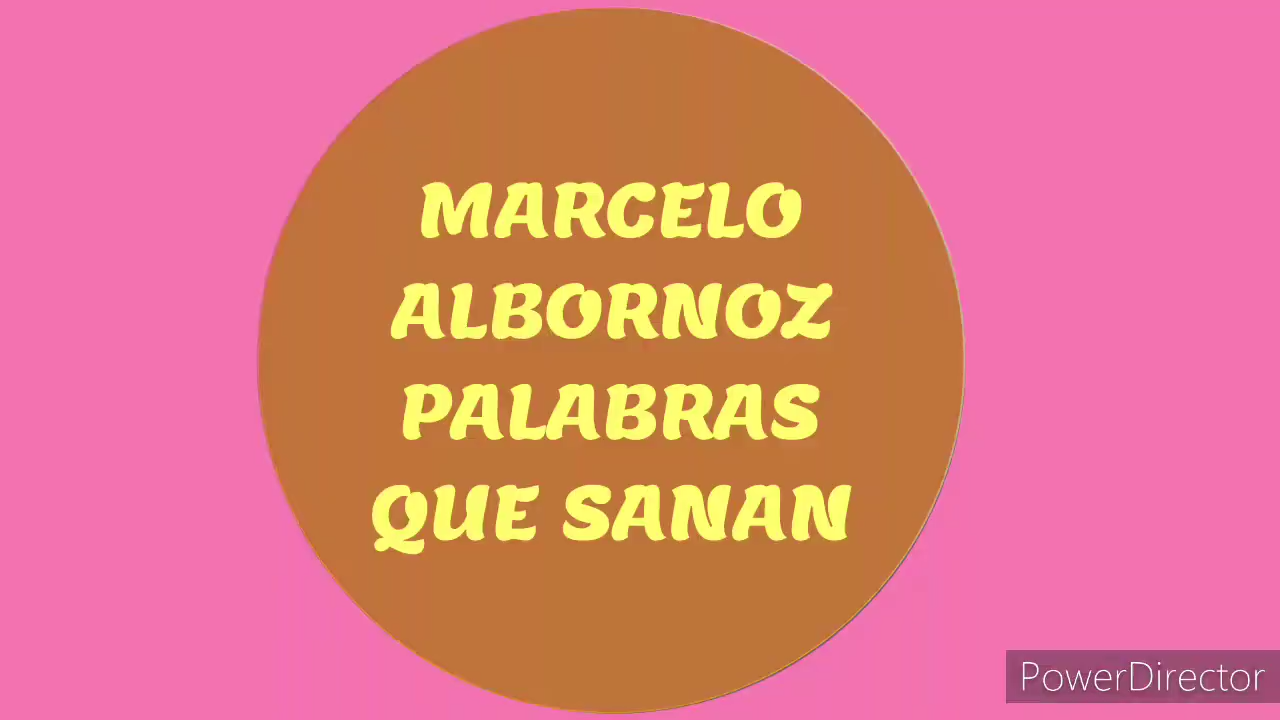 MARCELO
ALBORNOZ
PALABRAS
QUE SANAN
PowerDirector